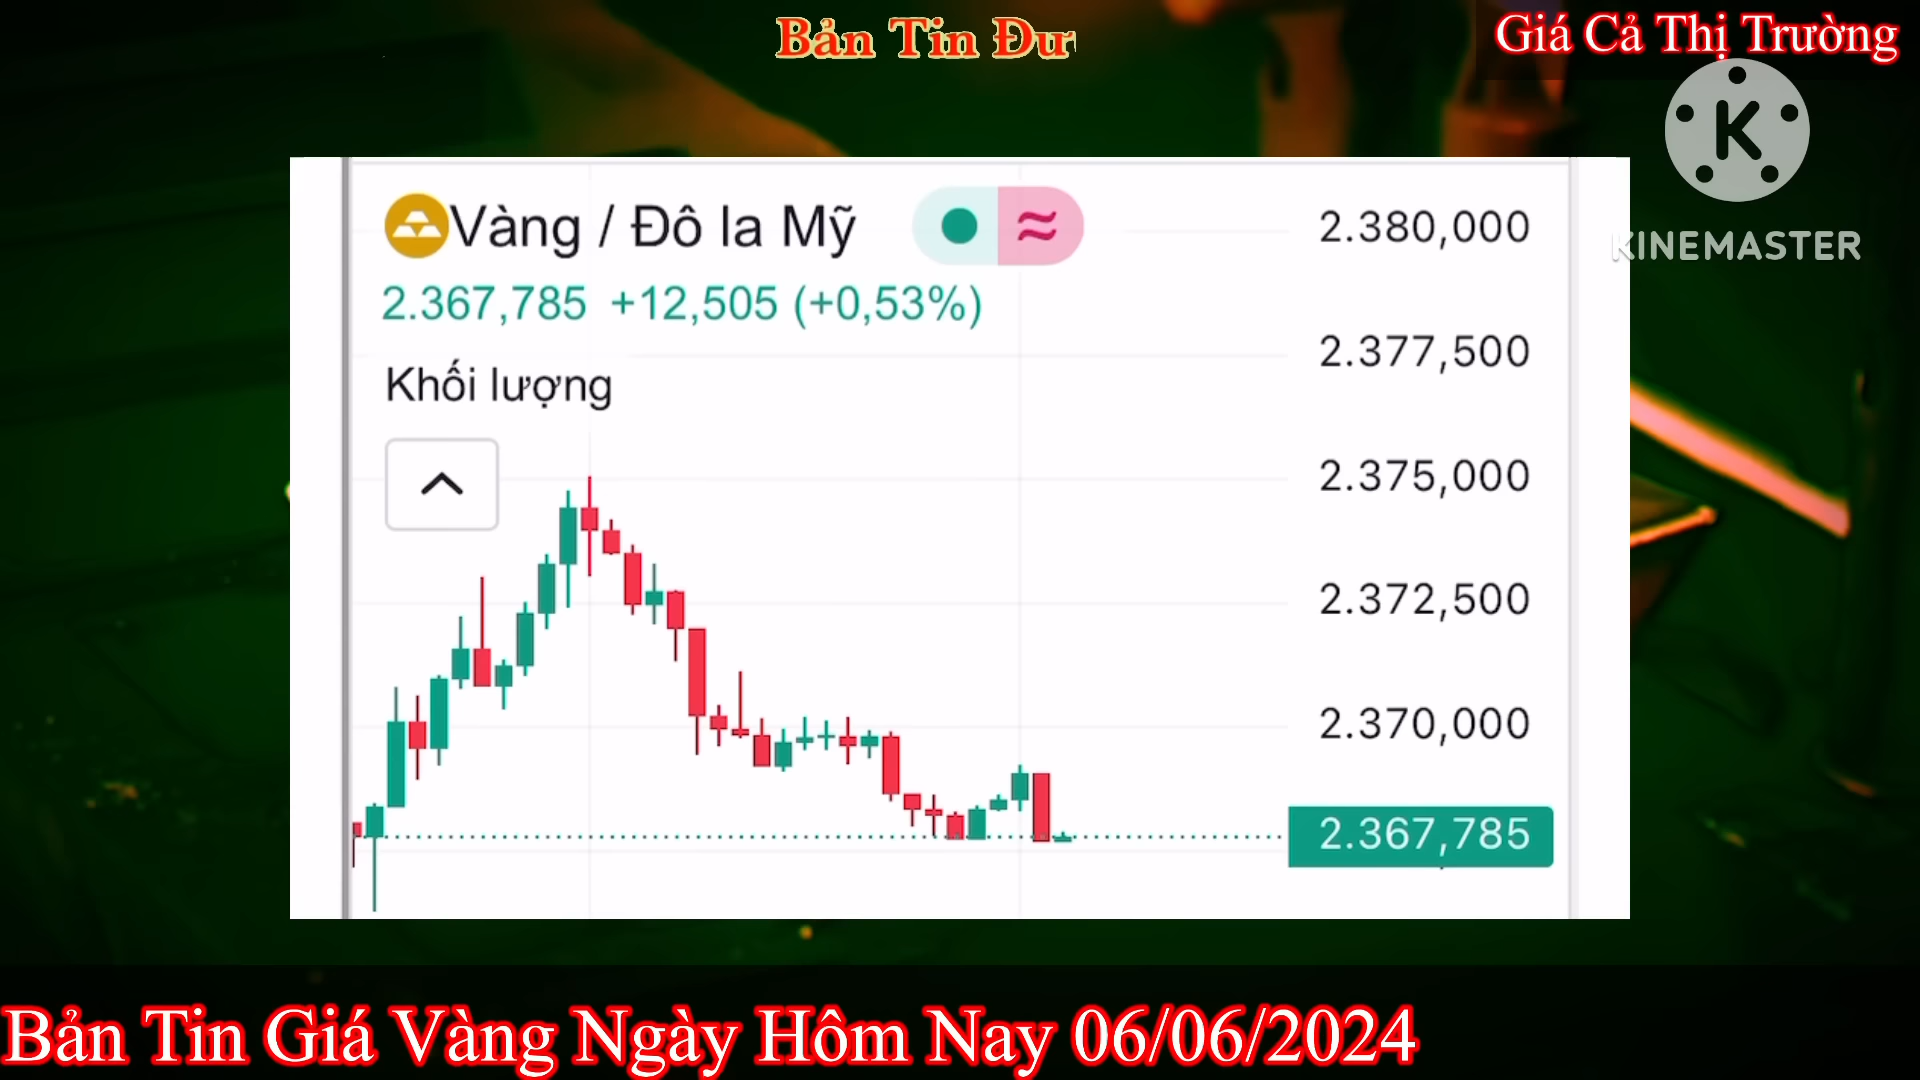 Bản Tin Đư
Giá Cả Thị Trường
K
KINEMASTER
Vàng / Đô la Mỹ
2.367,785 +12,505 (+0,53%)
Khối lượng
2.380,000
2.377,500
2.375,000
2.372,500
2.370,000
2.367,785
Bản Tin Giá Vàng Ngày Hôm Nay 06/06/2024